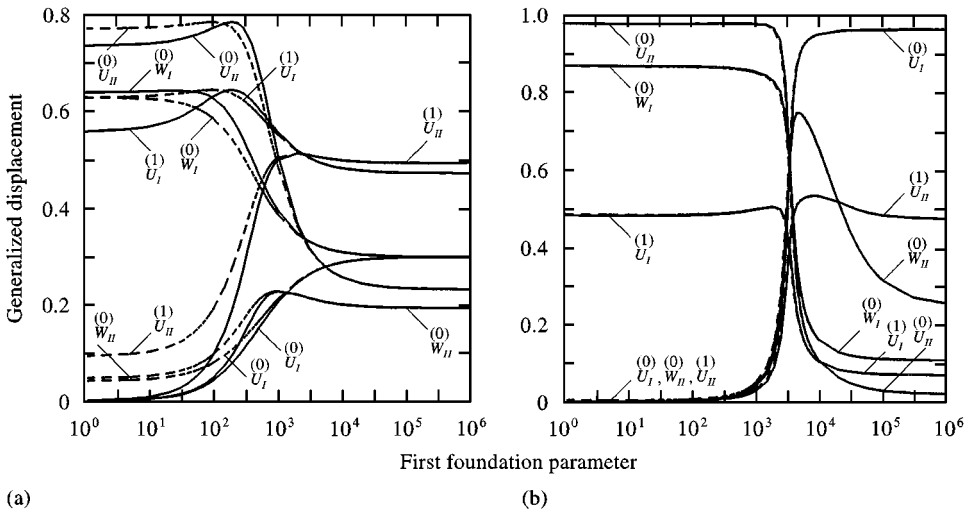 0.8
0.6
0.4
0.2
0
Generalized displacement
(0)
U_II
(0)
W_I
(0)
U_II
(1)
U_I
(1)
U_I
(0)
W_I
(1)
U_II
(0)
W_II
(1)
U_II
(0)
U_I
(0)
U_I
(0)
W_II
10^0 10^1 10^2 10^3 10^4 10^5 10^6
1.0
0.8
0.6
0.4
0.2
0
(0)
U_II
(0)
W_I
(0)
U_I
(1)
U_I
(1)
U_II
(0)
W_II
(0)
W_I
(1)
U_I
(0)
U_II
(0) (0) (1)
U_I , W_II , U_II
10^0 10^1 10^2 10^3 10^4 10^5 10^6
First foundation parameter
(a)
(b)